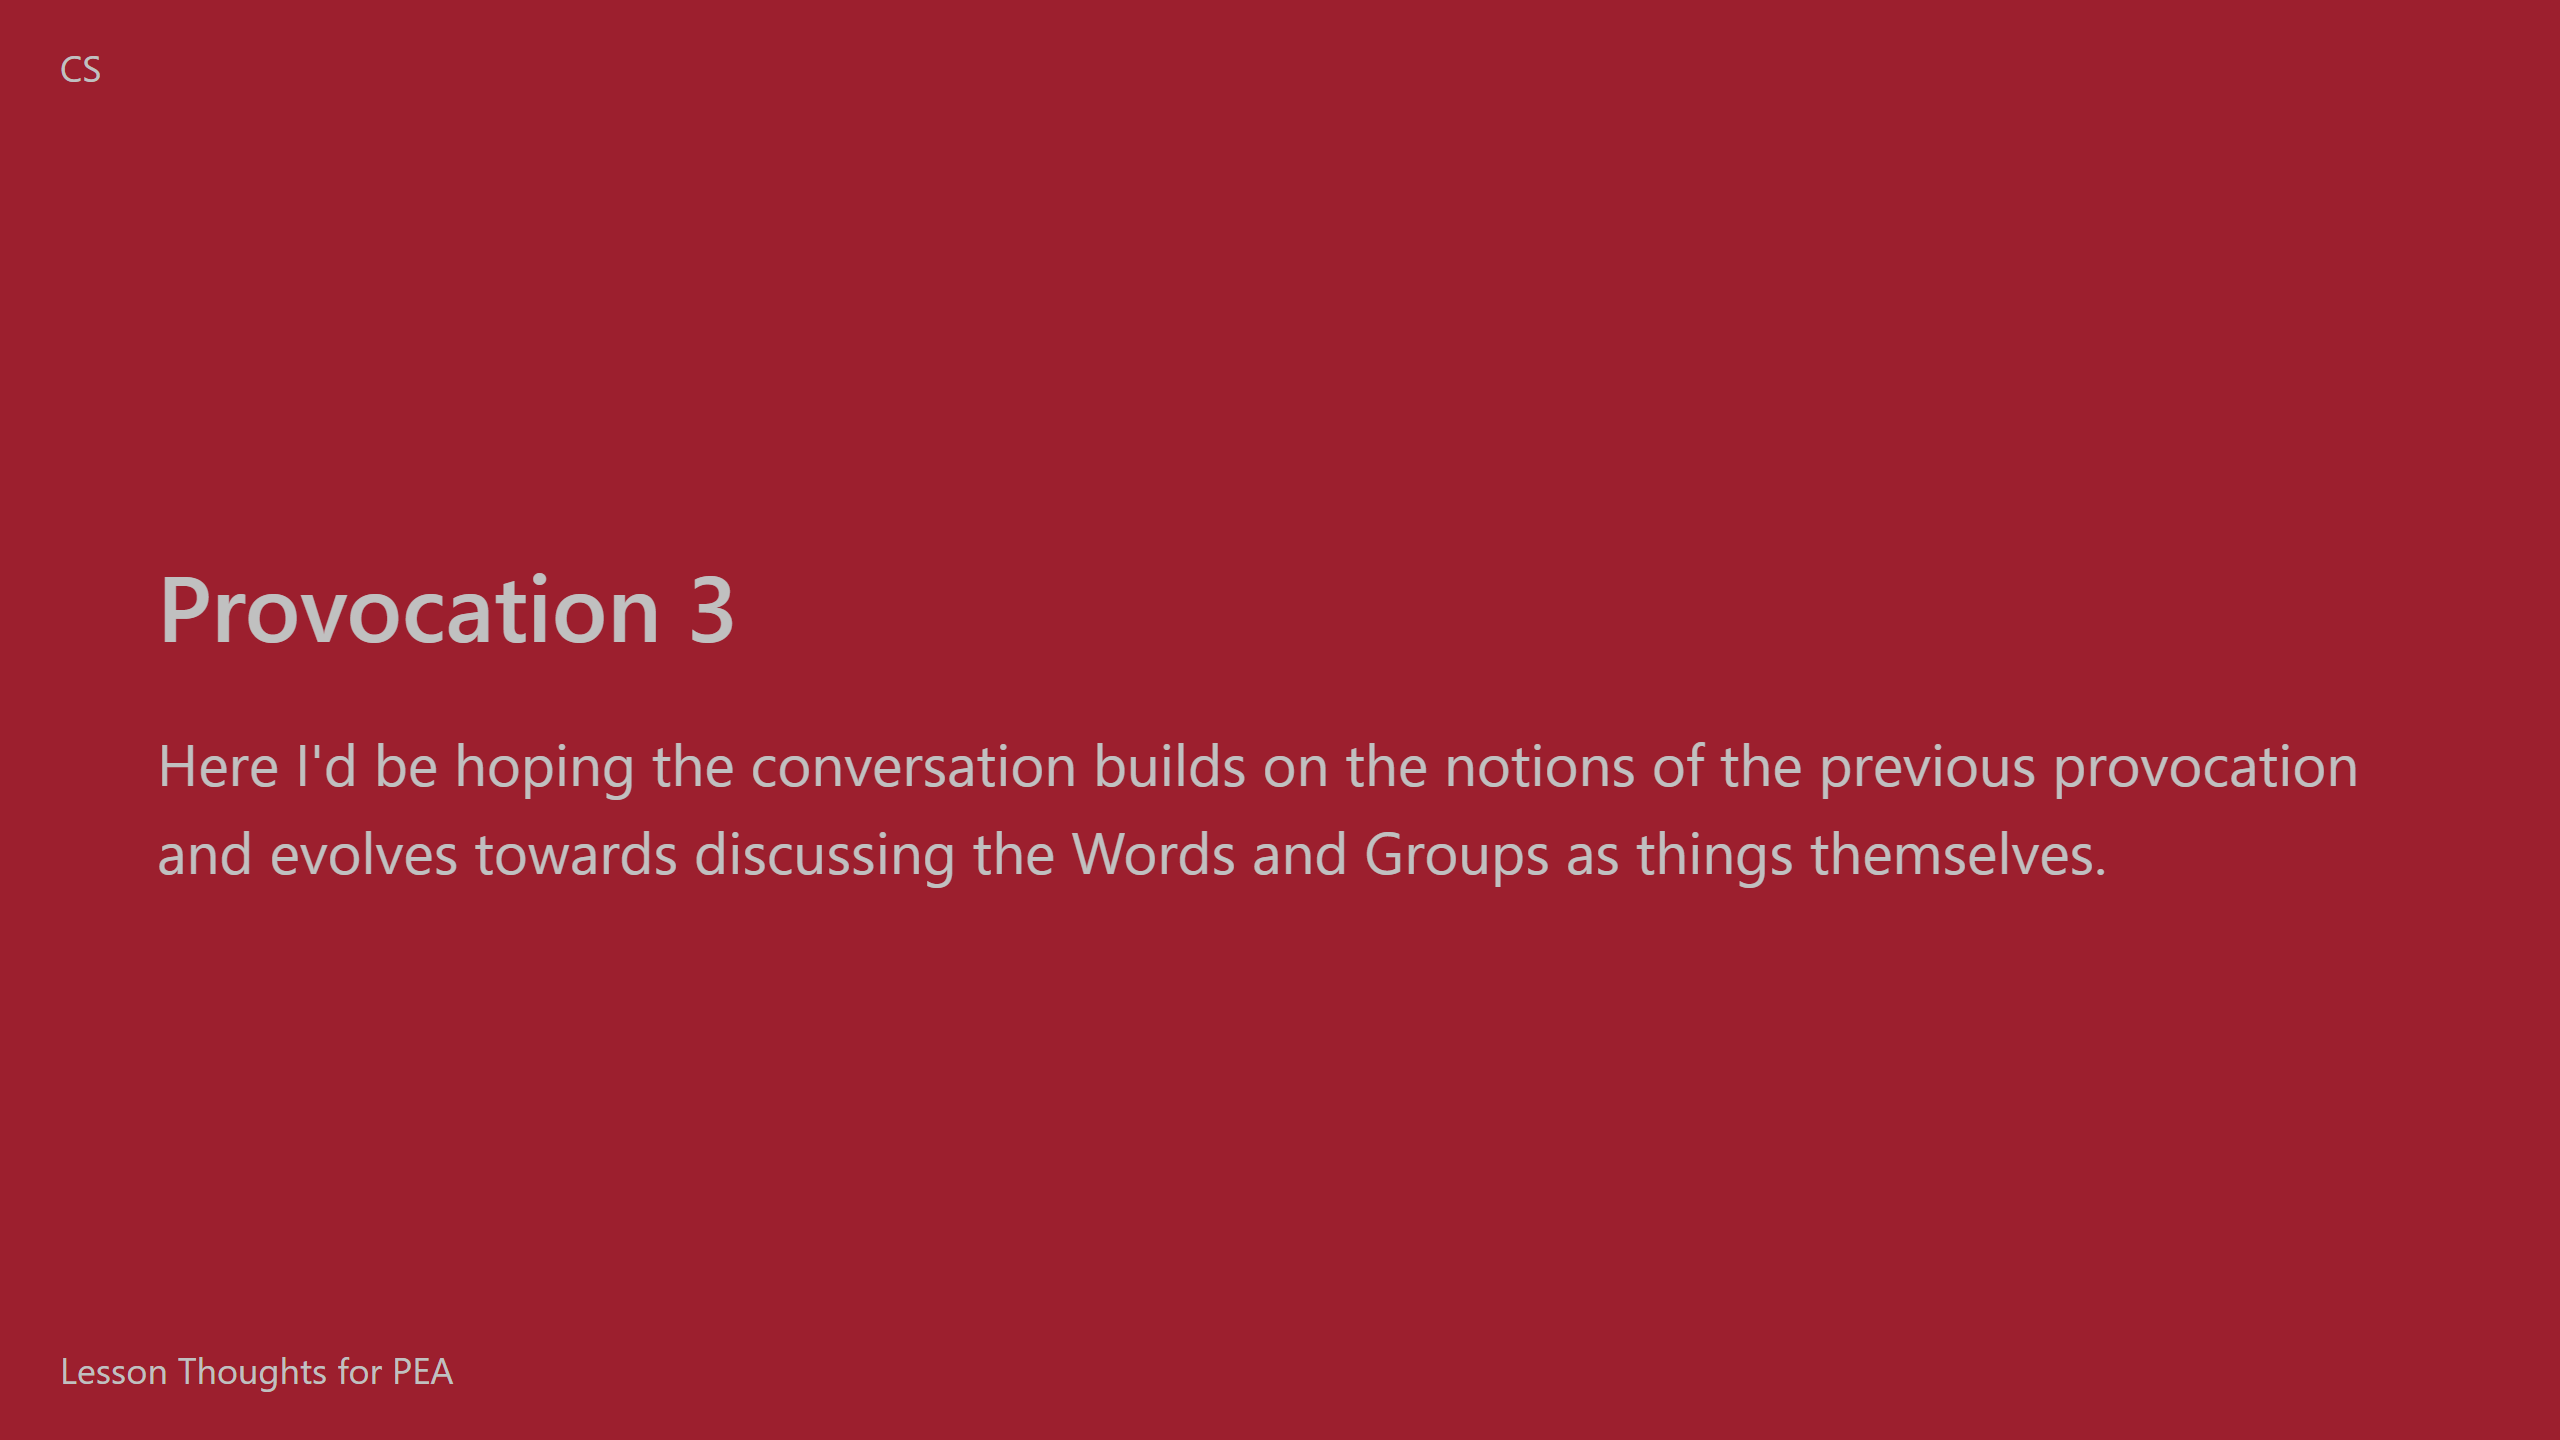 CS
Provocation 3
Here I'd be hoping the conversation builds on the notions of the previous provocation
and evolves towards discussing the Words and Groups as things themselves.
Lesson Thoughts for PEA